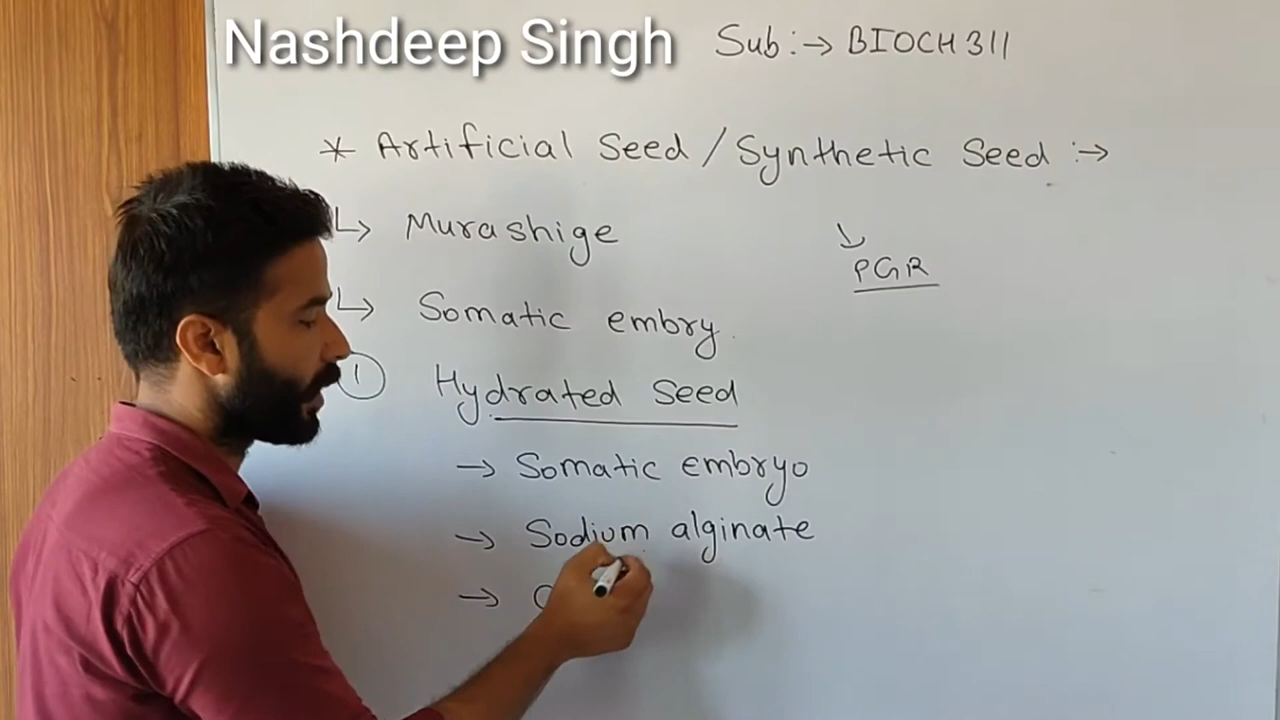 Nashdeep Singh
Sub :→ BIOCH 311
* Artificial Seed / Synthetic Seed :→
↳ Murashige
PGR
↳ Somatic embry.
① Hydrated Seed
→ Somatic embryo
→ Sodium alginate
→ C